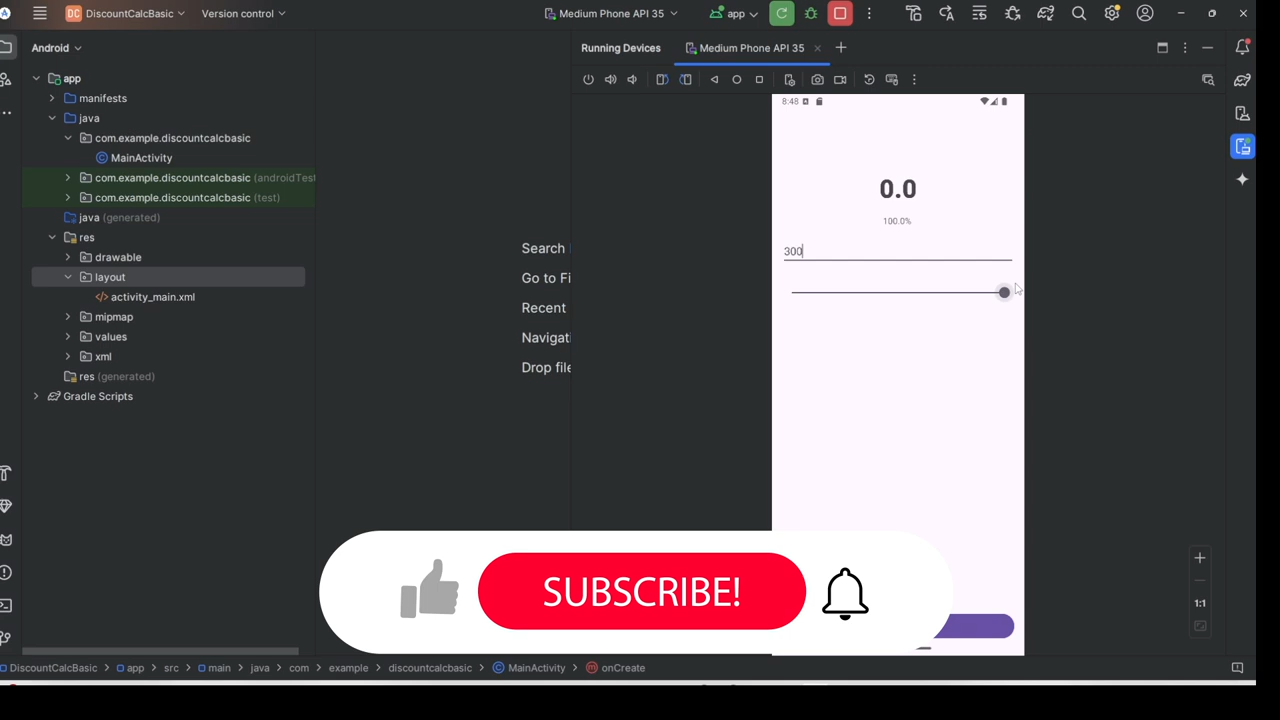 DC DiscountCalcBasic
Version control
Medium Phone API 35
app
Android
Running Devices
Medium Phone API 35
app
manifests
java
com.example.discountcalcbasic
MainActivity
com.example.discountcalcbasic (androidTest
com.example.discountcalcbasic (test)
java (generated)
res
drawable
layout
activity_main.xml
mipmap
values
xml
res (generated)
Gradle Scripts
Search
Go to Fi
Recent
Navigati
Drop file
8:48
0.0
100.0%
300
SUBSCRIBE!
1:1
DiscountCalcBasic
app
src
main
java
com
example
discountcalcbasic
MainActivity
onCreate